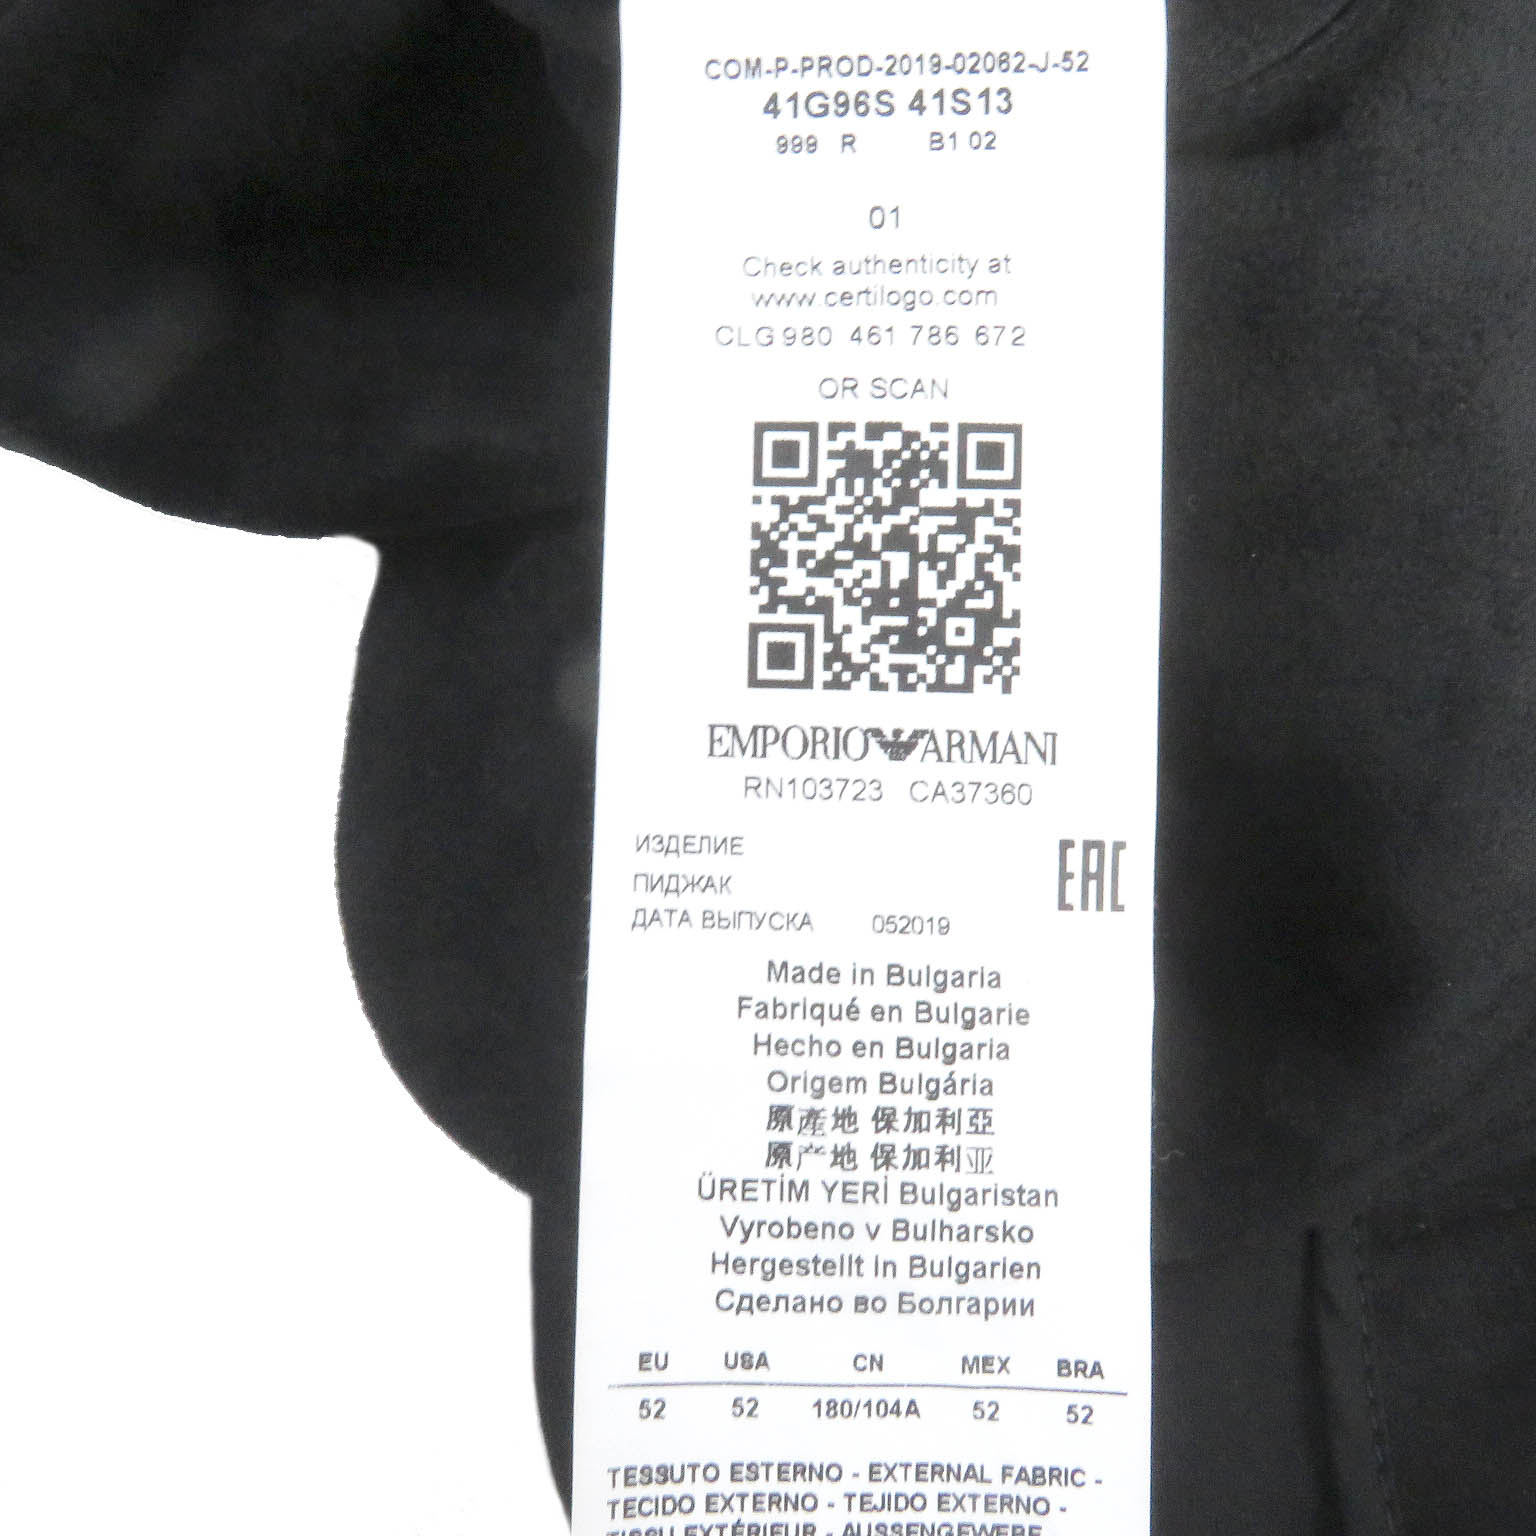 COM-P-PROD-2019-02062-J-52
41G96S 41S13
999 R B1 02
01
Check authenticity at
www.certilogo.com
CLG 980 461 786 672
OR SCAN
EMPORIO ARMANI
RN103723 CA37360
ИЗДЕЛИЕ
ПИДЖАК
ДАТА ВЫПУСКА 052019
EAC
Made in Bulgaria
Fabriqué en Bulgarie
Hecho en Bulgaria
Origem Bulgária
原產地 保加利亞
原产地 保加利亚
ÜRETİM YERİ Bulgaristan
Vyrobeno v Bulharsko
Hergestellt in Bulgarien
Сделано во Болгарии
EU USA CN MEX BRA
52 52 180/104A 52 52
TESSUTO ESTERNO - EXTERNAL FABRIC -
TECIDO EXTERNO - TEJIDO EXTERNO -
TISSU EXTÉRIEUR - AUSSENGEWEBE